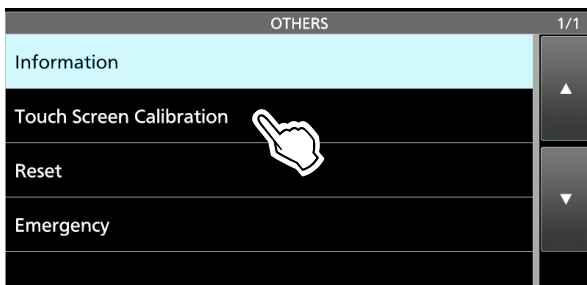 OTHERS 1/1
Information
Touch Screen Calibration
Reset
Emergency